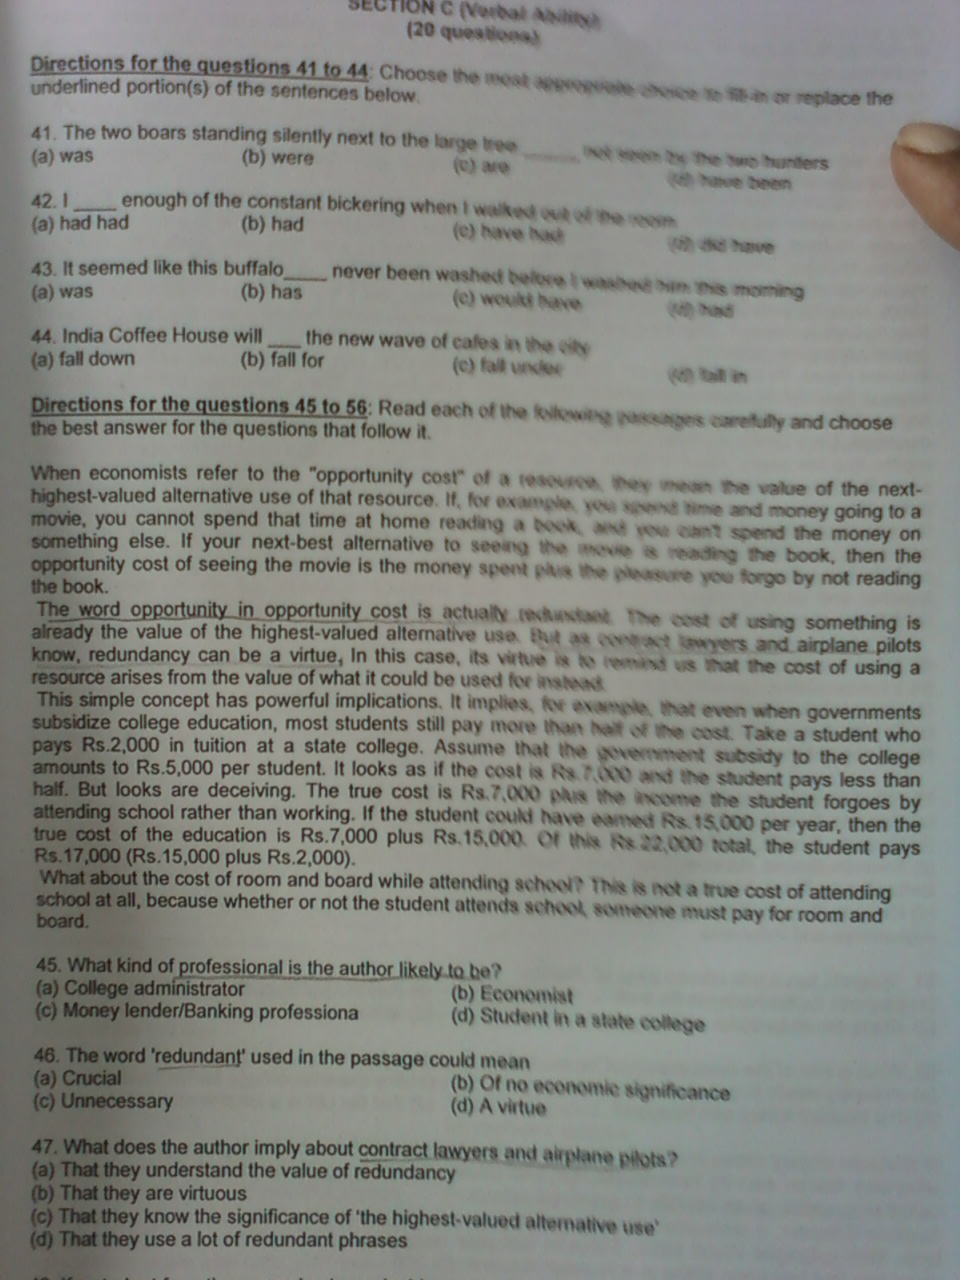 SECTION C (Verbal Ability)
(20 questions)
Directions for the questions 41 to 44: Choose the most appropriate choice to fill-in or replace the
underlined portion(s) of the sentences below.
41. The two boars standing silently next to the large tree ______ not seen by the two hunters
(a) was (b) were (c) are (d) have been
42. I ____ enough of the constant bickering when I walked out of the room
(a) had had (b) had (c) have had (d) did have
43. It seemed like this buffalo____ never been washed before I washed him this morning
(a) was (b) has (c) would have (d) had
44. India Coffee House will ___ the new wave of cafes in the city
(a) fall down (b) fall for (c) fall under (d) fall in
Directions for the questions 45 to 56: Read each of the following passages carefully and choose
the best answer for the questions that follow it.
When economists refer to the "opportunity cost" of a resource, they mean the value of the next-
highest-valued alternative use of that resource. If, for example, you spend time and money going to a
movie, you cannot spend that time at home reading a book, and you can't spend the money on
something else. If your next-best alternative to seeing the movie is reading the book, then the
opportunity cost of seeing the movie is the money spent plus the pleasure you forgo by not reading
the book.
The word opportunity in opportunity cost is actually redundant. The cost of using something is
already the value of the highest-valued alternative use. But as contract lawyers and airplane pilots
know, redundancy can be a virtue, In this case, its virtue is to remind us that the cost of using a
resource arises from the value of what it could be used for instead.
This simple concept has powerful implications. It implies, for example, that even when governments
subsidize college education, most students still pay more than half of the cost. Take a student who
pays Rs.2,000 in tuition at a state college. Assume that the government subsidy to the college
amounts to Rs.5,000 per student. It looks as if the cost is Rs.7,000 and the student pays less than
half. But looks are deceiving. The true cost is Rs.7,000 plus the income the student forgoes by
attending school rather than working. If the student could have earned Rs.15,000 per year, then the
true cost of the education is Rs.7,000 plus Rs.15,000. Of this Rs.22,000 total, the student pays
Rs.17,000 (Rs.15,000 plus Rs.2,000).
What about the cost of room and board while attending school? This is not a true cost of attending
school at all, because whether or not the student attends school, someone must pay for room and
board.
45. What kind of professional is the author likely to be?
(a) College administrator (b) Economist
(c) Money lender/Banking professiona (d) Student in a state college
46. The word 'redundant' used in the passage could mean
(a) Crucial (b) Of no economic significance
(c) Unnecessary (d) A virtue
47. What does the author imply about contract lawyers and airplane pilots?
(a) That they understand the value of redundancy
(b) That they are virtuous
(c) That they know the significance of 'the highest-valued alternative use'
(d) That they use a lot of redundant phrases